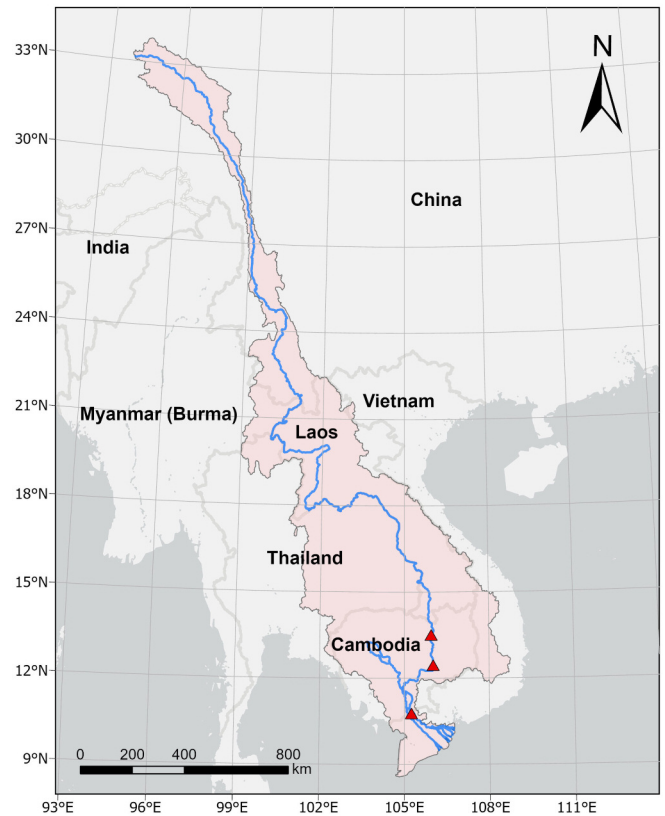 33°N
N
30°N
China
27°N
India
24°N
21°N
Vietnam
Myanmar (Burma)
Laos
18°N
Thailand
15°N
Cambodia
12°N
9°N
0 200 400 800
km
93°E 96°E 99°E 102°E 105°E 108°E 111°E